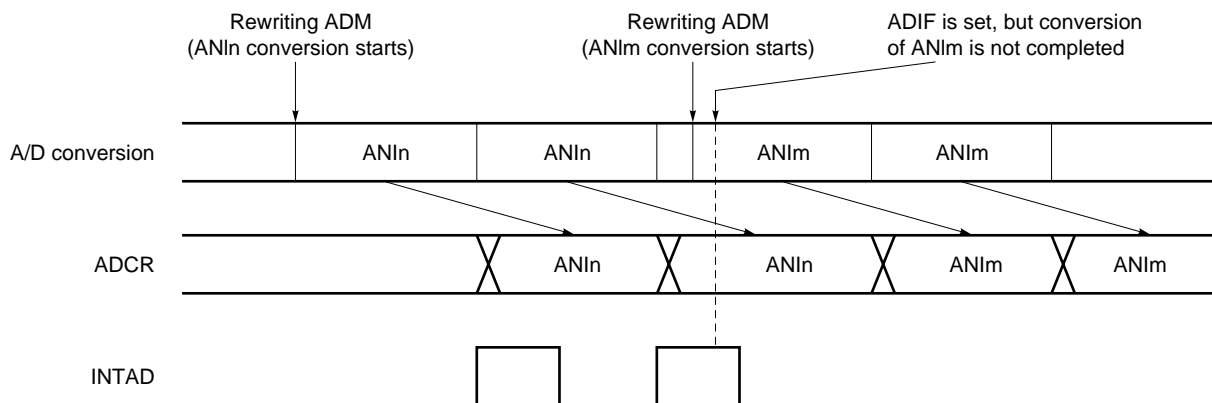 Rewriting ADM
(ANIn conversion starts)
Rewriting ADM
(ANIm conversion starts)
ADIF is set, but conversion
of ANIm is not completed
A/D conversion
ANIn
ANIn
ANIm
ANIm
ADCR
ANIn
ANIn
ANIm
ANIm
INTAD